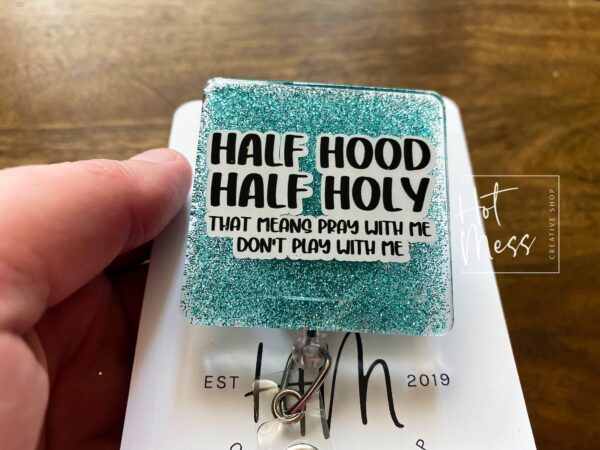 HALF HOOD
HALF HOLY
THAT MEANS PRAY WITH ME
DON'T PLAY WITH ME
Hot
Mess
CREATIVE SHOP
EST HM 2019